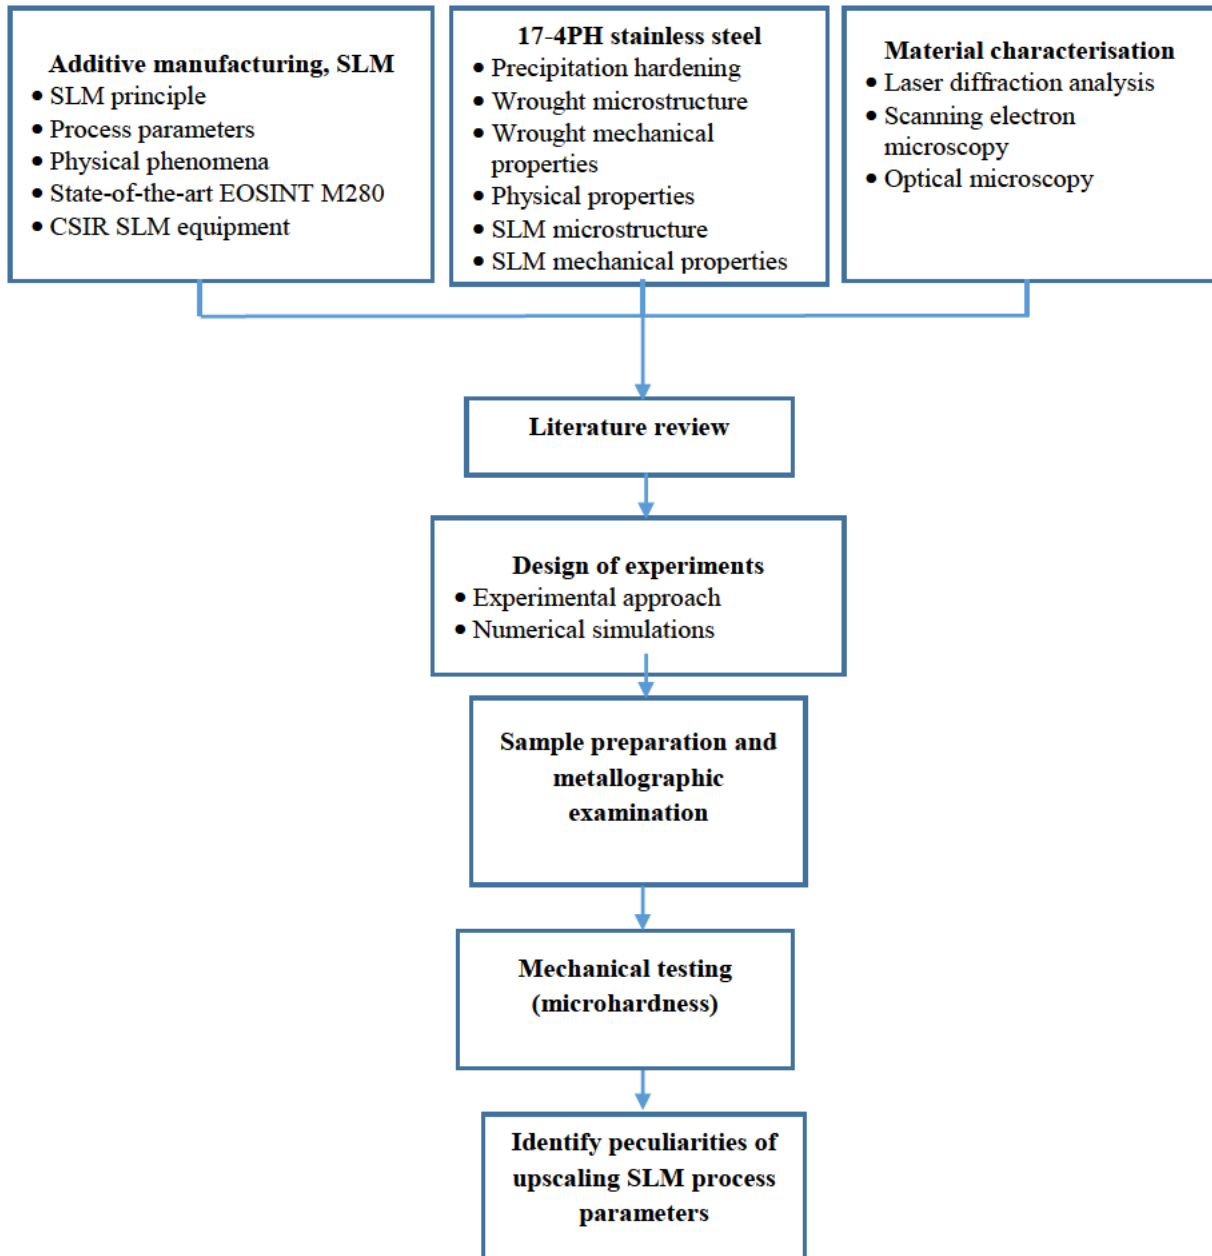 Additive manufacturing, SLM
• SLM principle
• Process parameters
• Physical phenomena
• State-of-the-art EOSINT M280
• CSIR SLM equipment
17-4PH stainless steel
• Precipitation hardening
• Wrought microstructure
• Wrought mechanical
properties
• Physical properties
• SLM microstructure
• SLM mechanical properties
Material characterisation
• Laser diffraction analysis
• Scanning electron
microscopy
• Optical microscopy
Literature review
Design of experiments
• Experimental approach
• Numerical simulations
Sample preparation and
metallographic
examination
Mechanical testing
(microhardness)
Identify peculiarities of
upscaling SLM process
parameters